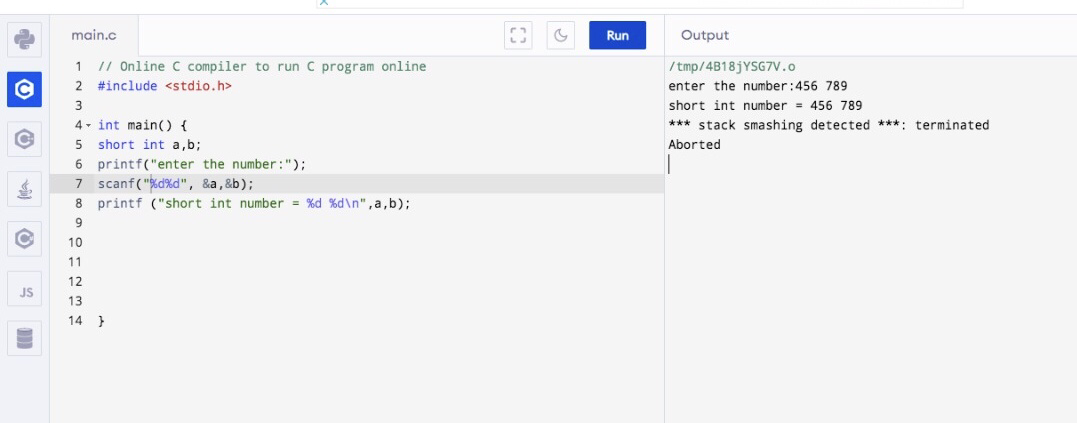 main.c
Run
Output
1 // Online C compiler to run C program online
2 #include <stdio.h>
3
4 int main() {
5 short int a,b;
6 printf("enter the number:");
7 scanf("%d%d", &a,&b);
8 printf ("short int number = %d %d\n",a,b);
9
10
11
12
13
14 }
/tmp/4B18jYSG7V.o
enter the number:456 789
short int number = 456 789
*** stack smashing detected ***: terminated
Aborted
JS